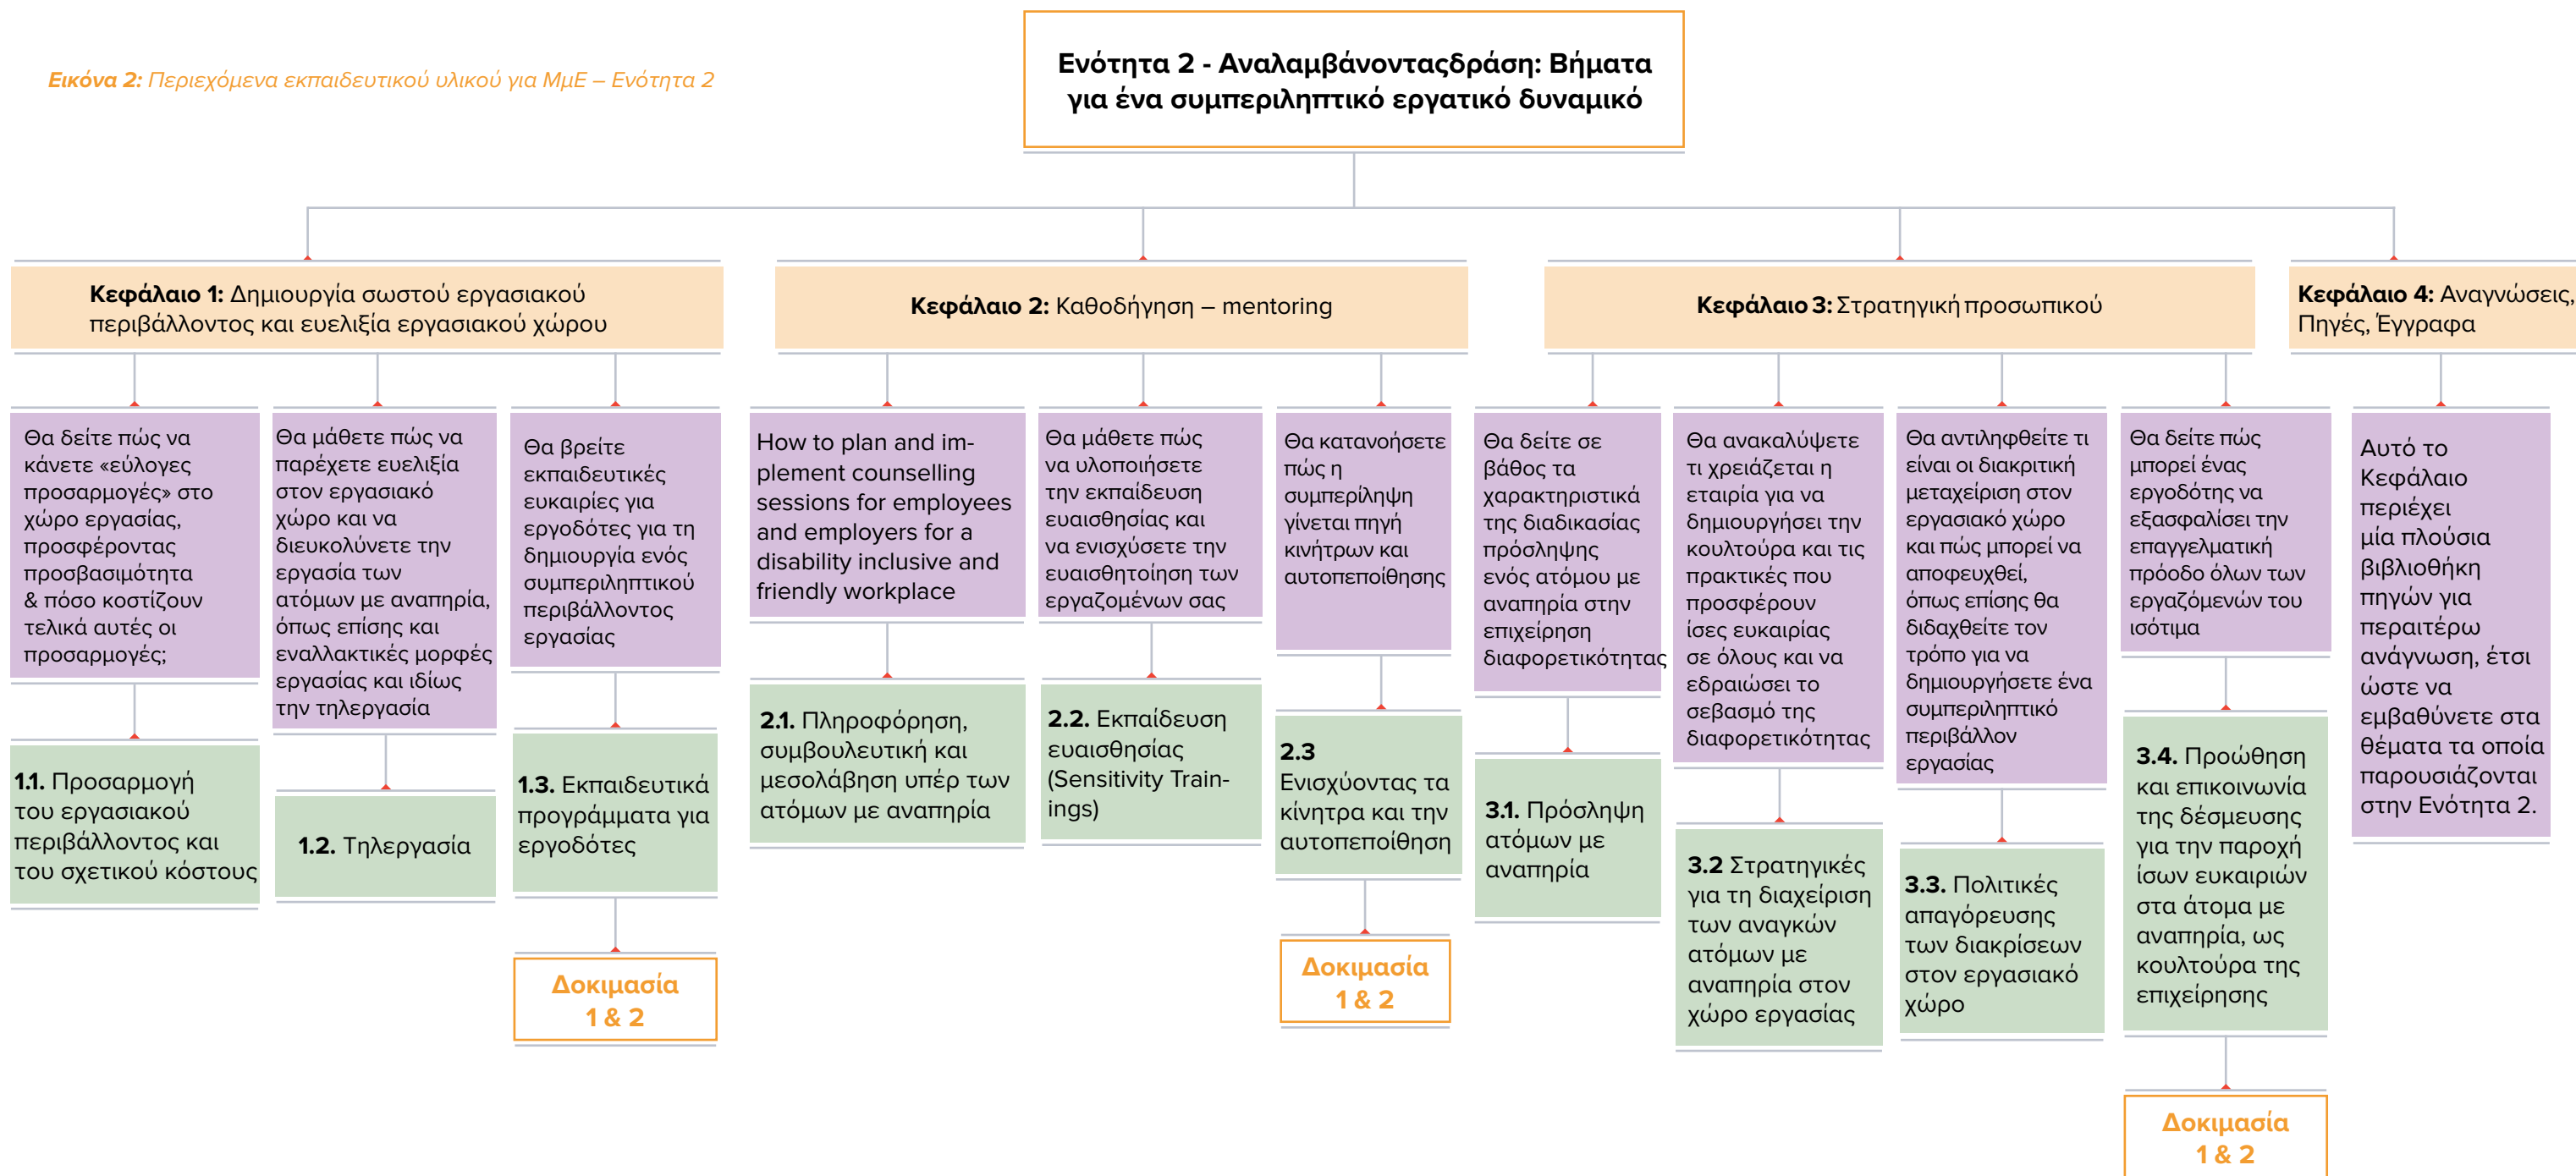 Εικόνα 2: Περιεχόμενα εκπαιδευτικού υλικού για ΜμΕ – Ενότητα 2
Ενότητα 2 - Αναλαμβάνονταςδράση: Βήματα
για ένα συμπεριληπτικό εργατικό δυναμικό
Κεφάλαιο 1: Δημιουργία σωστού εργασιακού
περιβάλλοντος και ευελιξία εργασιακού χώρου
Κεφάλαιο 2: Καθοδήγηση – mentoring
Κεφάλαιο 3: Στρατηγική προσωπικού
Κεφάλαιο 4: Αναγνώσεις,
Πηγές, Έγγραφα
Θα δείτε πώς να
κάνετε «εύλογες
προσαρμογές» στο
χώρο εργασίας,
προσφέροντας
προσβασιμότητα
& πόσο κοστίζουν
τελικά αυτές οι
προσαρμογές;
Θα μάθετε πώς να
παρέχετε ευελιξία
στον εργασιακό
χώρο και να
διευκολύνετε την
εργασία των
ατόμων με αναπηρία,
όπως επίσης και
εναλλακτικές μορφές
εργασίας και ιδίως
την τηλεργασία
Θα βρείτε
εκπαιδευτικές
ευκαιρίες για
εργοδότες για τη
δημιουργία ενός
συμπεριληπτικού
περιβάλλοντος
εργασίας
How to plan and im-
plement counselling
sessions for employees
and employers for a
disability inclusive and
friendly workplace
Θα μάθετε πώς
να υλοποιήσετε
την εκπαίδευση
ευαισθησίας και
να ενισχύσετε την
ευαισθητοίηση των
εργαζομένων σας
Θα κατανοήσετε
πώς η
συμπερίληψη
γίνεται πηγή
κινήτρων και
αυτοπεποίθησης
Θα δείτε σε
βάθος τα
χαρακτηριστικά
της διαδικασίας
πρόσληψης
ενός ατόμου με
αναπηρία στην
επιχείρηση
διαφορετικότητας
Θα ανακαλύψετε
τι χρειάζεται η
εταιρία για να
δημιουργήσει την
κουλτούρα και τις
πρακτικές που
προσφέρουν
ίσες ευκαιρίας
σε όλους και να
εδραιώσει το
σεβασμό της
διαφορετικότητας
Θα αντιληφθείτε τι
είναι οι διακριτική
μεταχείριση στον
εργασιακό χώρο
και πώς μπορεί να
αποφευχθεί,
όπως επίσης θα
διδαχθείτε τον
τρόπο για να
δημιουργήσετε ένα
συμπεριληπτικό
περιβάλλον
εργασίας
Θα δείτε πώς
μπορεί ένας
εργοδότης να
εξασφαλίσει την
επαγγελματική
πρόοδο όλων των
εργαζόμενών του
ισότιμα
Αυτό το
Κεφάλαιο
περιέχει
μία πλούσια
βιβλιοθήκη
πηγών για
περαιτέρω
ανάγνωση, έτσι
ώστε να
εμβαθύνετε στα
θέματα τα οποία
παρουσιάζονται
στην Ενότητα 2.
1.1. Προσαρμογή
του εργασιακού
περιβάλλοντος και
του σχετικού κόστους
1.2. Τηλεργασία
1.3. Εκπαιδευτικά
προγράμματα για
εργοδότες
2.1. Πληροφόρηση,
συμβουλευτική και
μεσολάβηση υπέρ των
ατόμων με αναπηρία
2.2. Εκπαίδευση
ευαισθησίας
(Sensitivity Train-
ings)
2.3
Ενισχύοντας τα
κίνητρα και την
αυτοπεποίθηση
3.1. Πρόσληψη
ατόμων με
αναπηρία
3.2 Στρατηγικές
για τη διαχείριση
των αναγκών
ατόμων με
αναπηρία στον
χώρο εργασίας
3.3. Πολιτικές
απαγόρευσης
των διακρίσεων
στον εργασιακό
χώρο
3.4. Προώθηση
και επικοινωνία
της δέσμευσης
για την παροχή
ίσων ευκαιριών
στα άτομα με
αναπηρία, ως
κουλτούρα της
επιχείρησης
Δοκιμασία
1 & 2
Δοκιμασία
1 & 2
Δοκιμασία
1 & 2